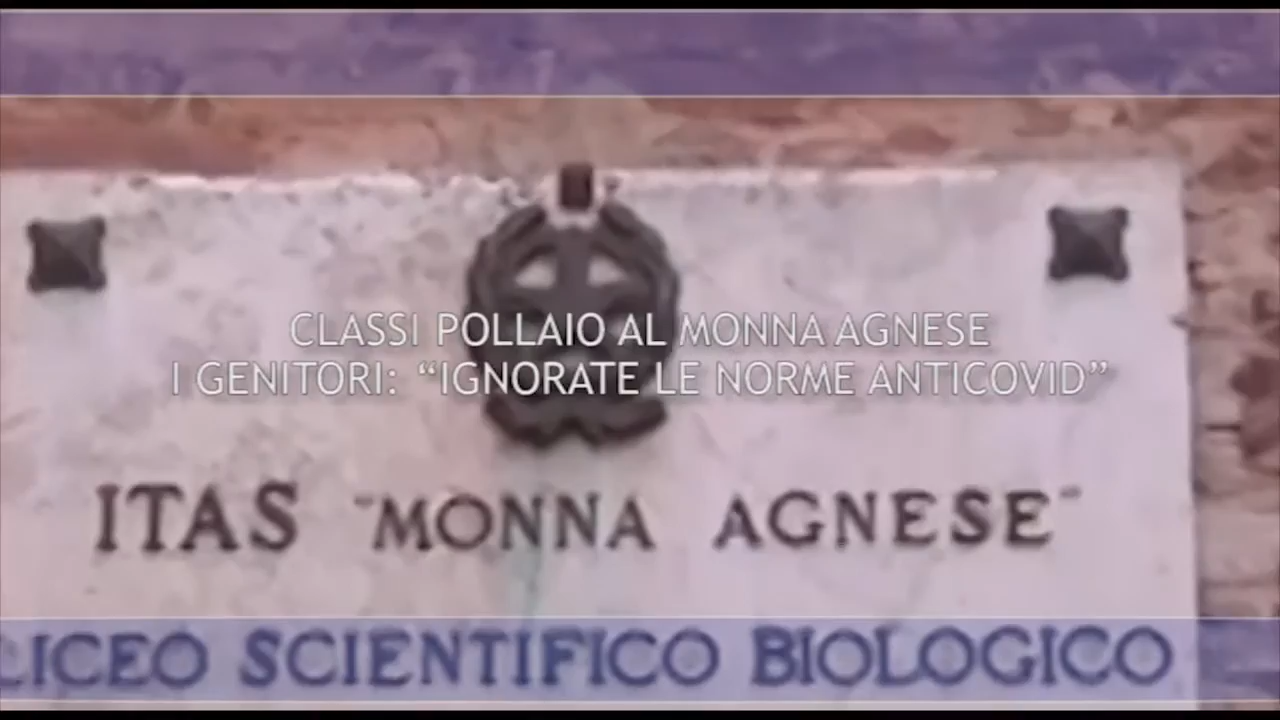 CLASSI POLLAIO AL MONNA AGNESE
I GENITORI: “IGNORATE LE NORME ANTICOVID”
ITAS "MONNA AGNESE"
LICEO SCIENTIFICO BIOLOGICO